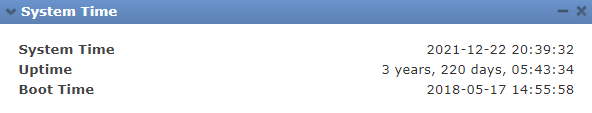 System Time
System Time 2021-12-22 20:39:32
Uptime 3 years, 220 days, 05:43:34
Boot Time 2018-05-17 14:55:58